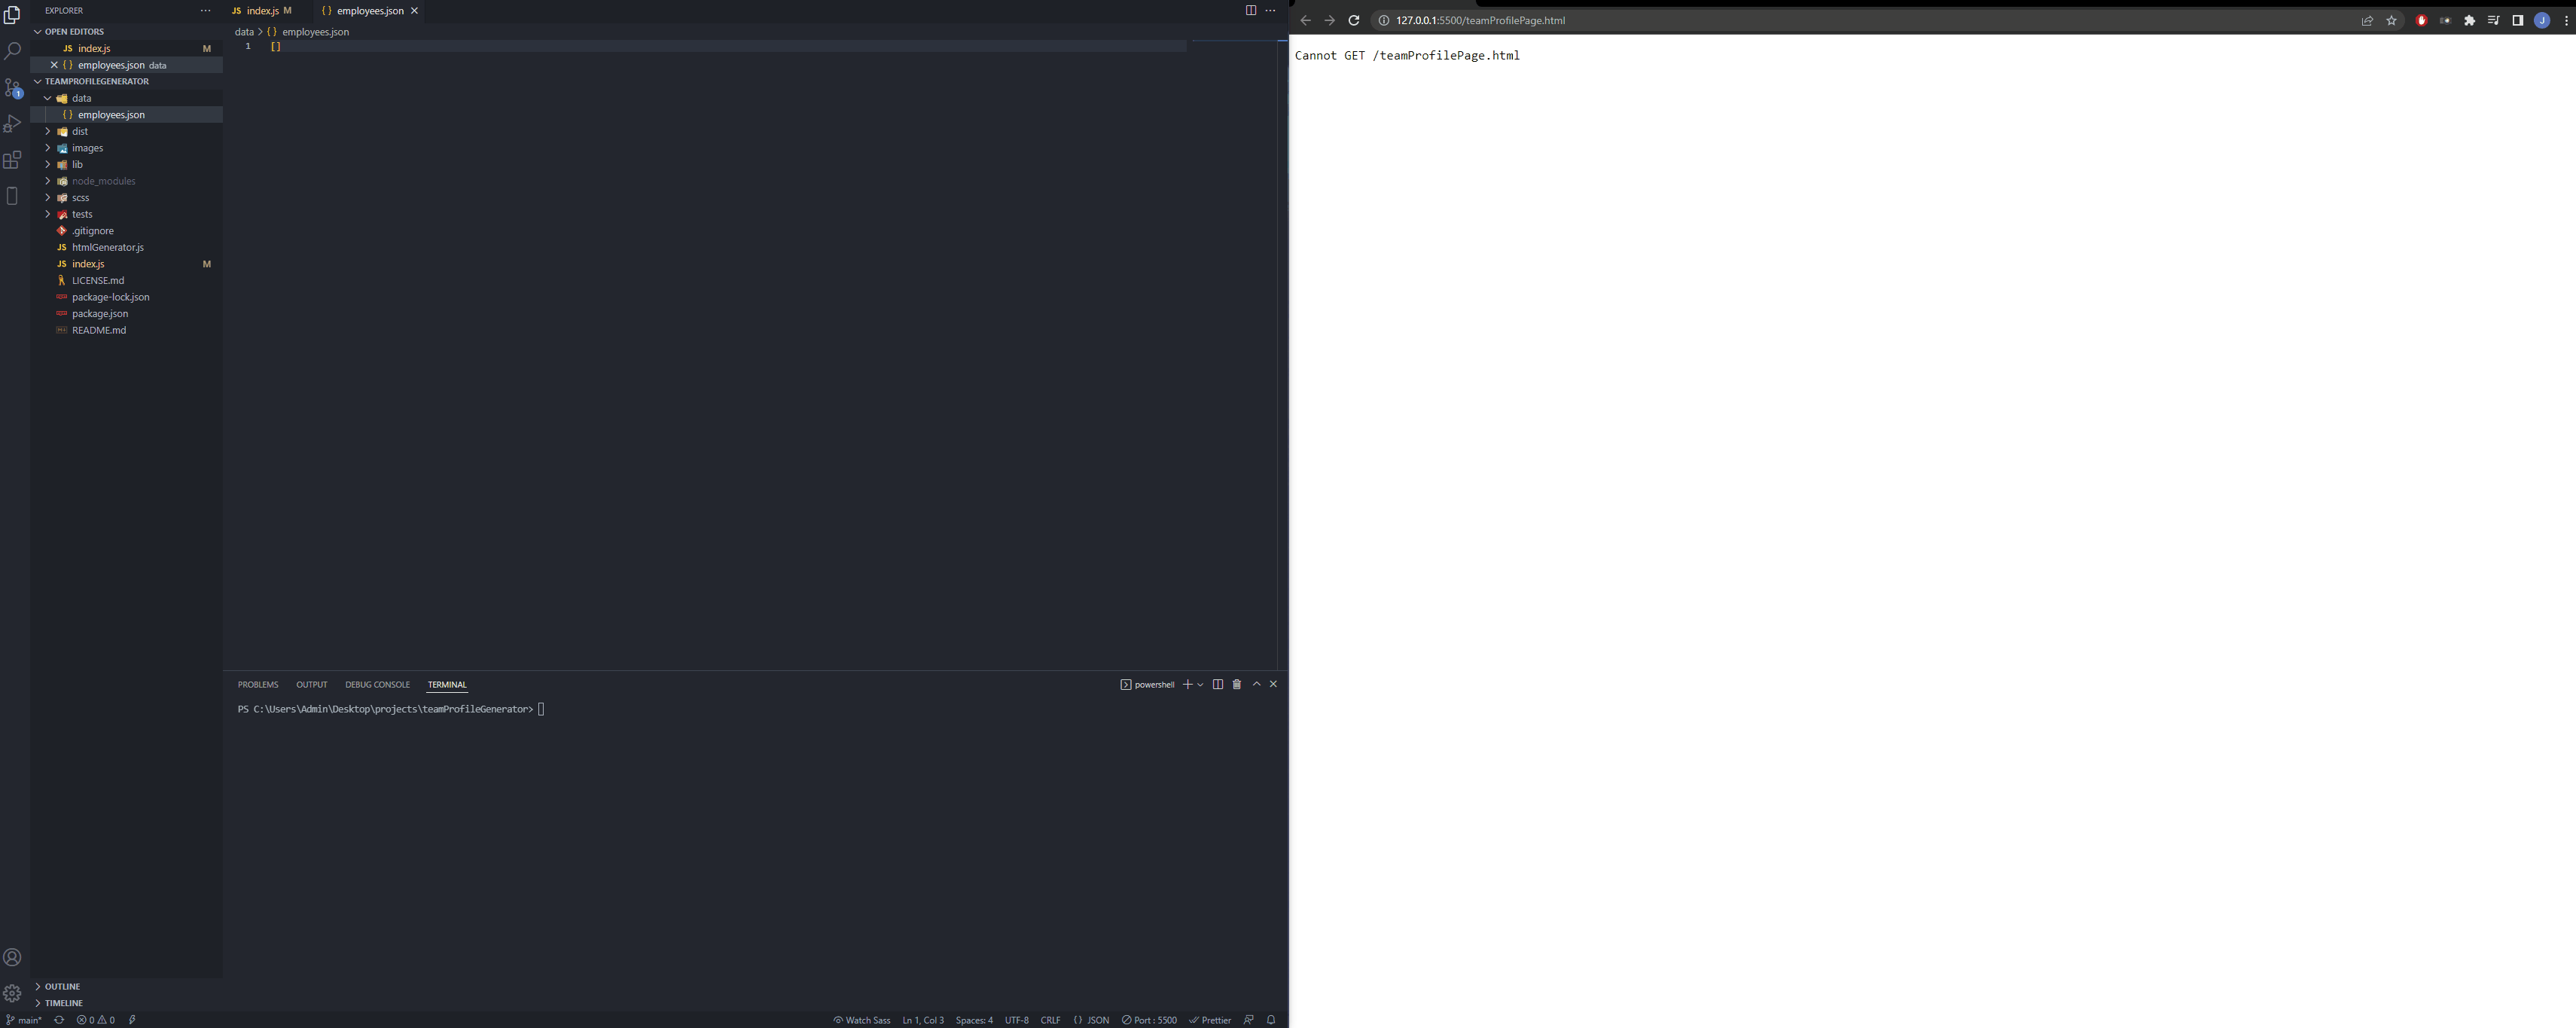 EXPLORER
OPEN EDITORS
JS index.js M
{ } employees.json data
TEAMPROFILEGENERATOR
data
{ } employees.json
dist
images
lib
node_modules
scss
tests
.gitignore
JS htmlGenerator.js
JS index.js M
LICENSE.md
package-lock.json
package.json
README.md
OUTLINE
TIMELINE
JS index.js M { } employees.json
data > { } employees.json
1 []
PROBLEMS OUTPUT DEBUG CONSOLE TERMINAL powershell
PS C:\Users\Admin\Desktop\projects\teamProfileGenerator>
main* 0 0 Watch Sass Ln 1, Col 3 Spaces: 4 UTF-8 CRLF { } JSON Port : 5500 Prettier
127.0.0.1:5500/teamProfilePage.html J
Cannot GET /teamProfilePage.html